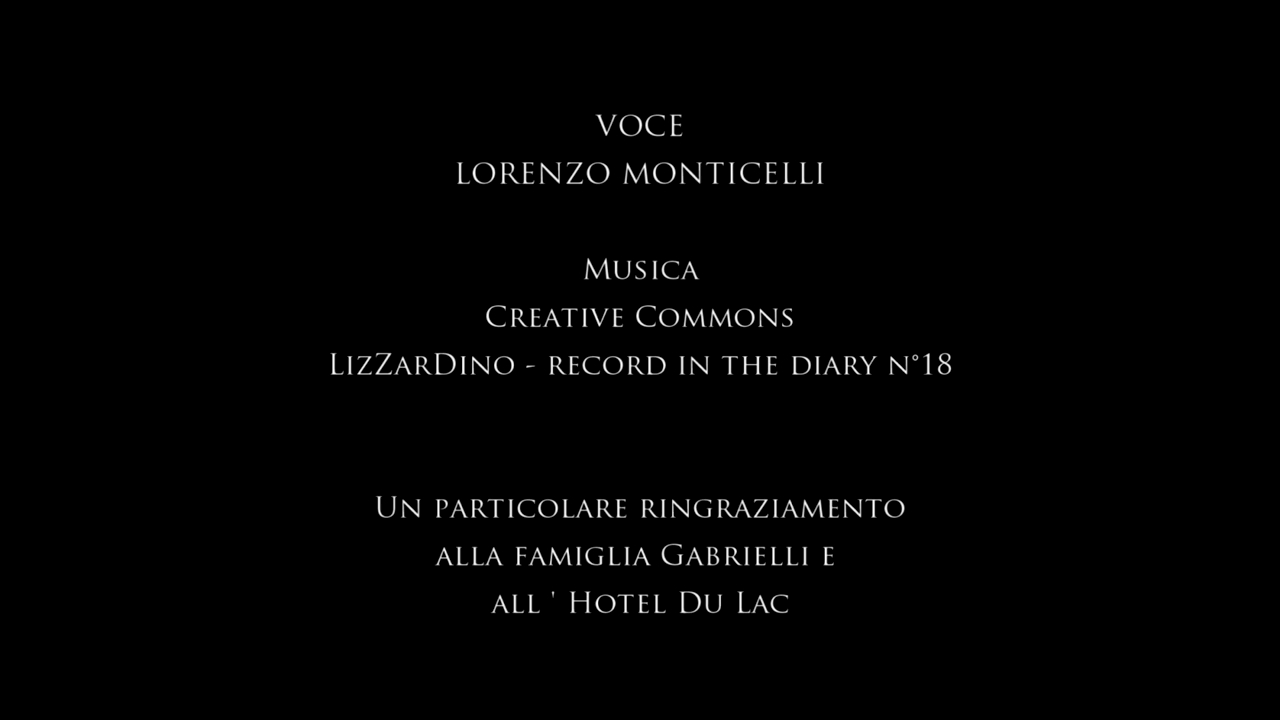 VOCE
LORENZO MONTICELLI
Musica
Creative Commons
LizZarDino - record in the diary n°18
Un particolare ringraziamento
alla famiglia Gabrielli e
all ' Hotel Du Lac